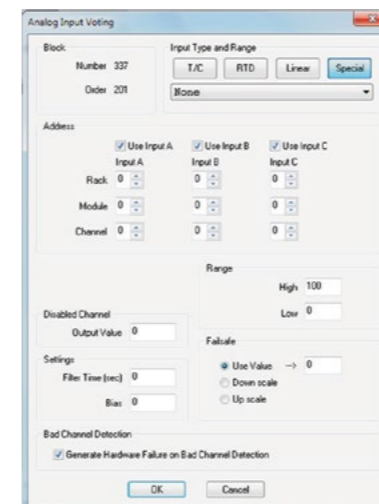 Analog Input Voting
Block
Number 337
Order 201
Input Type and Range
T/C RTD Linear Special
None
Address
Use Input A Use Input B Use Input C
Input A Input B Input C
Rack 0 0 0
Module 0 0 0
Channel 0 0 0
Range
High 100
Low 0
Disabled Channel
Output Value 0
Failsafe
Use Value -> 0
Down scale
Up scale
Settings
Filter Time (sec) 0
Bias 0
Bad Channel Detection
Generate Hardware Failure on Bad Channel Detection
OK Cancel